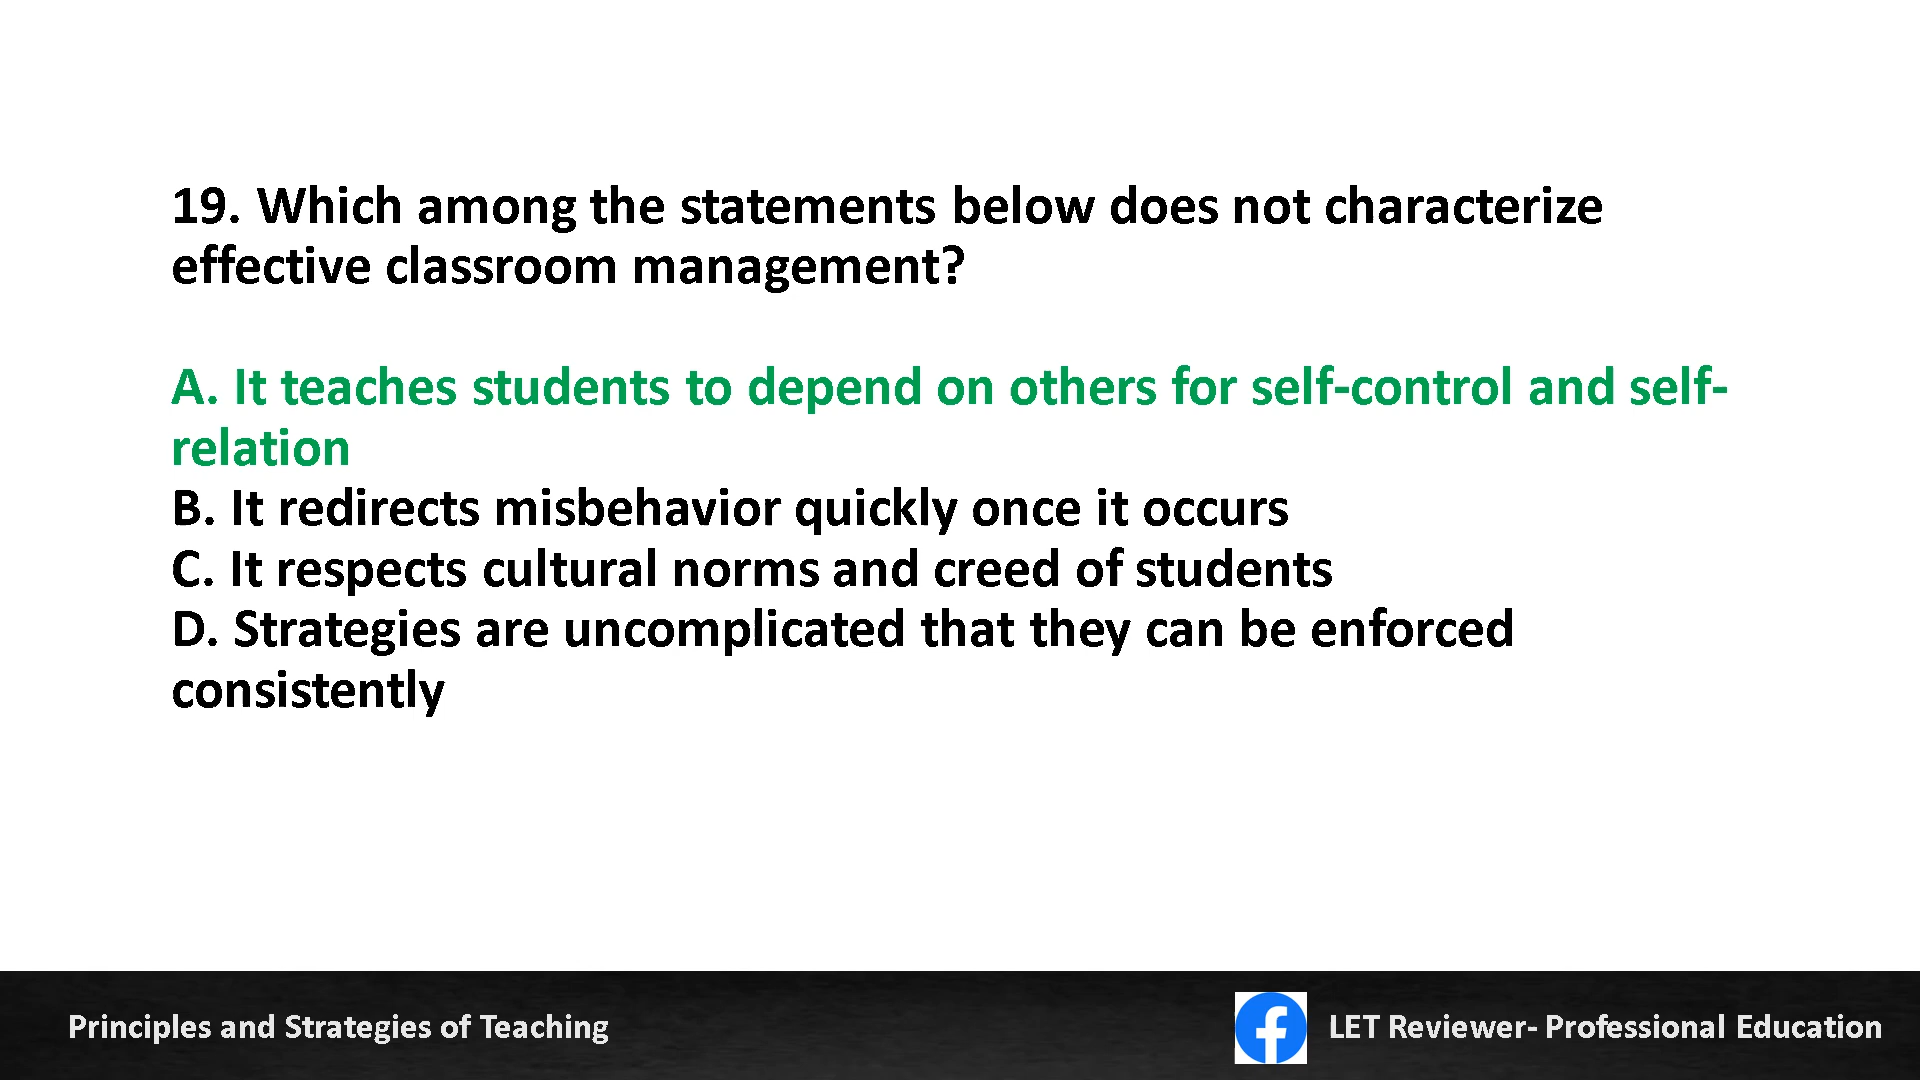 19. Which among the statements below does not characterize
effective classroom management?
A. It teaches students to depend on others for self-control and self-
relation
B. It redirects misbehavior quickly once it occurs
C. It respects cultural norms and creed of students
D. Strategies are uncomplicated that they can be enforced
consistently
Principles and Strategies of Teaching
LET Reviewer- Professional Education